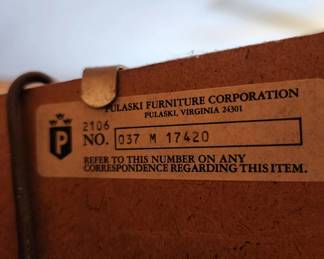 PULASKI FURNITURE CORPORATION
PULASKI, VIRGINIA 24301
P
2106
NO. 037 M 17420
REFER TO THIS NUMBER ON ANY
CORRESPONDENCE REGARDING THIS ITEM.